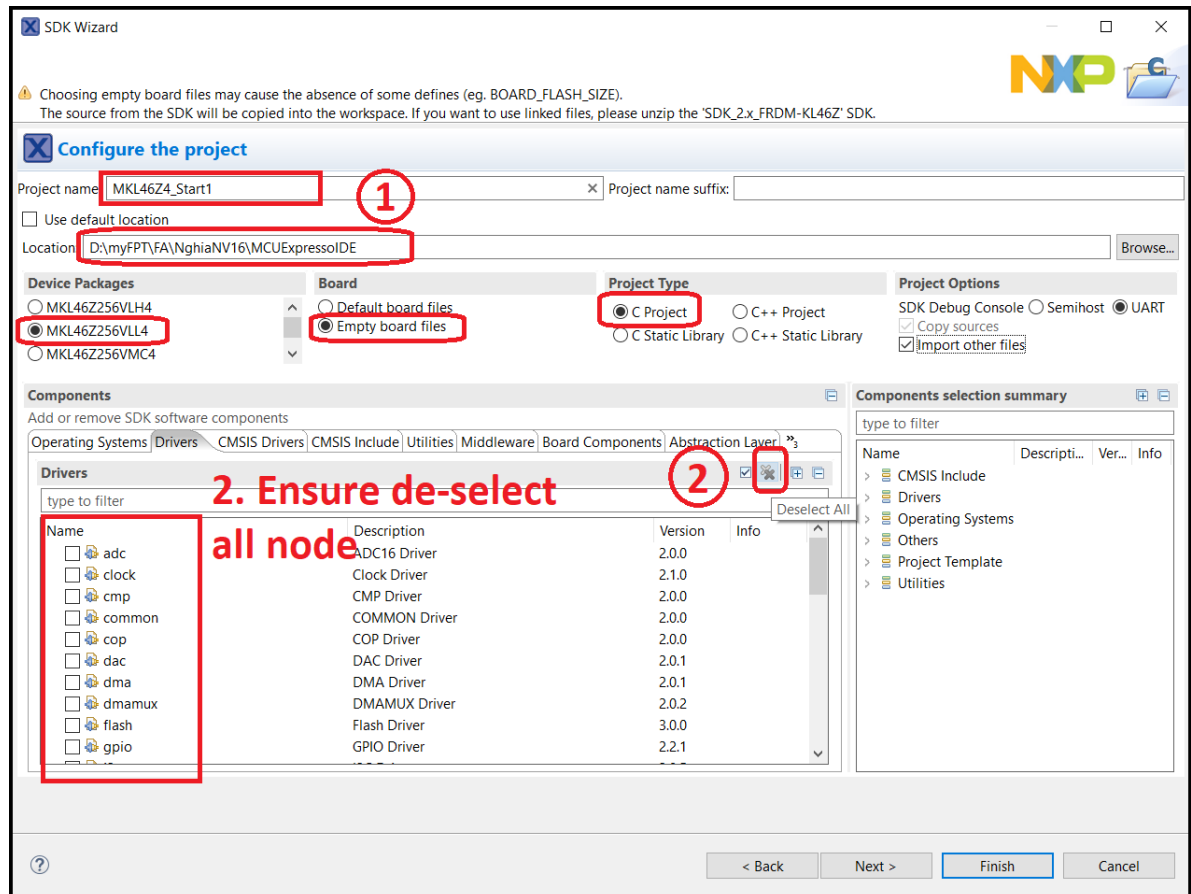 SDK Wizard
NXP
Choosing empty board files may cause the absence of some defines (eg. BOARD_FLASH_SIZE).
The source from the SDK will be copied into the workspace. If you want to use linked files, please unzip the 'SDK_2.x_FRDM-KL46Z' SDK.
Configure the project
Project name: MKL46Z4_Start1 Project name suffix:
1
Use default location
Location: D:\myFPT\FA\NghiaNV16\MCUExpressoIDE Browse...
Device Packages Board Project Type Project Options
MKL46Z256VLH4 Default board files C Project C++ Project SDK Debug Console Semihost UART
MKL46Z256VLL4 Empty board files C Static Library C++ Static Library Copy sources
MKL46Z256VMC4 Import other files
Components Components selection summary
Add or remove SDK software components type to filter
Operating Systems Drivers CMSIS Drivers CMSIS Include Utilities Middleware Board Components Abstraction Layer »3
Name Descripti... Ver... Info
Drivers 2
CMSIS Include
type to filter Deselect All
Drivers
2. Ensure de-select
all node
Operating Systems
Others
Project Template
Utilities
Name Description Version Info
adc ADC16 Driver 2.0.0
clock Clock Driver 2.1.0
cmp CMP Driver 2.0.0
common COMMON Driver 2.0.0
cop COP Driver 2.0.0
dac DAC Driver 2.0.1
dma DMA Driver 2.0.1
dmamux DMAMUX Driver 2.0.2
flash Flash Driver 3.0.0
gpio GPIO Driver 2.2.1
< Back Next > Finish Cancel